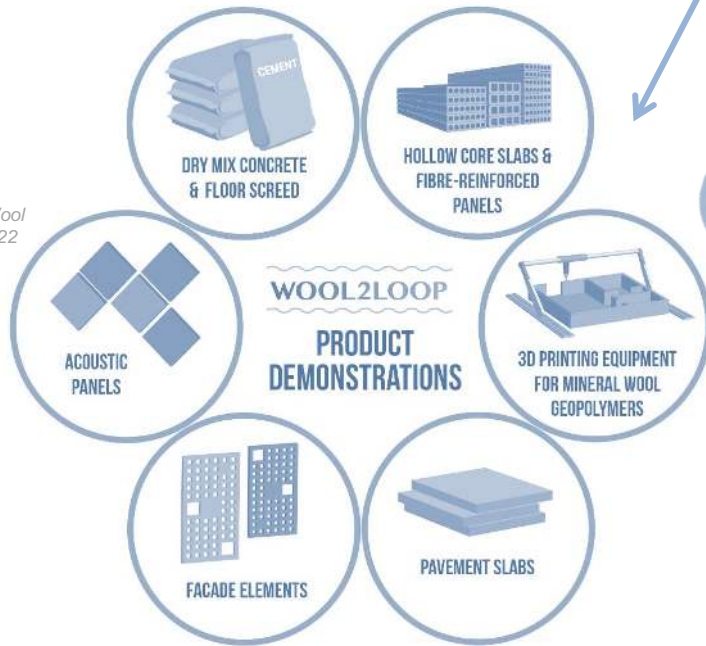 CEMENT
DRY MIX CONCRETE
& FLOOR SCREED
HOLLOW CORE SLABS &
FIBRE-REINFORCED
PANELS
22
ACOUSTIC
PANELS
WOOL2LOOP
PRODUCT
DEMONSTRATIONS
3D PRINTING EQUIPMENT
FOR MINERAL WOOL
GEOPOLYMERS
FACADE ELEMENTS
PAVEMENT SLABS